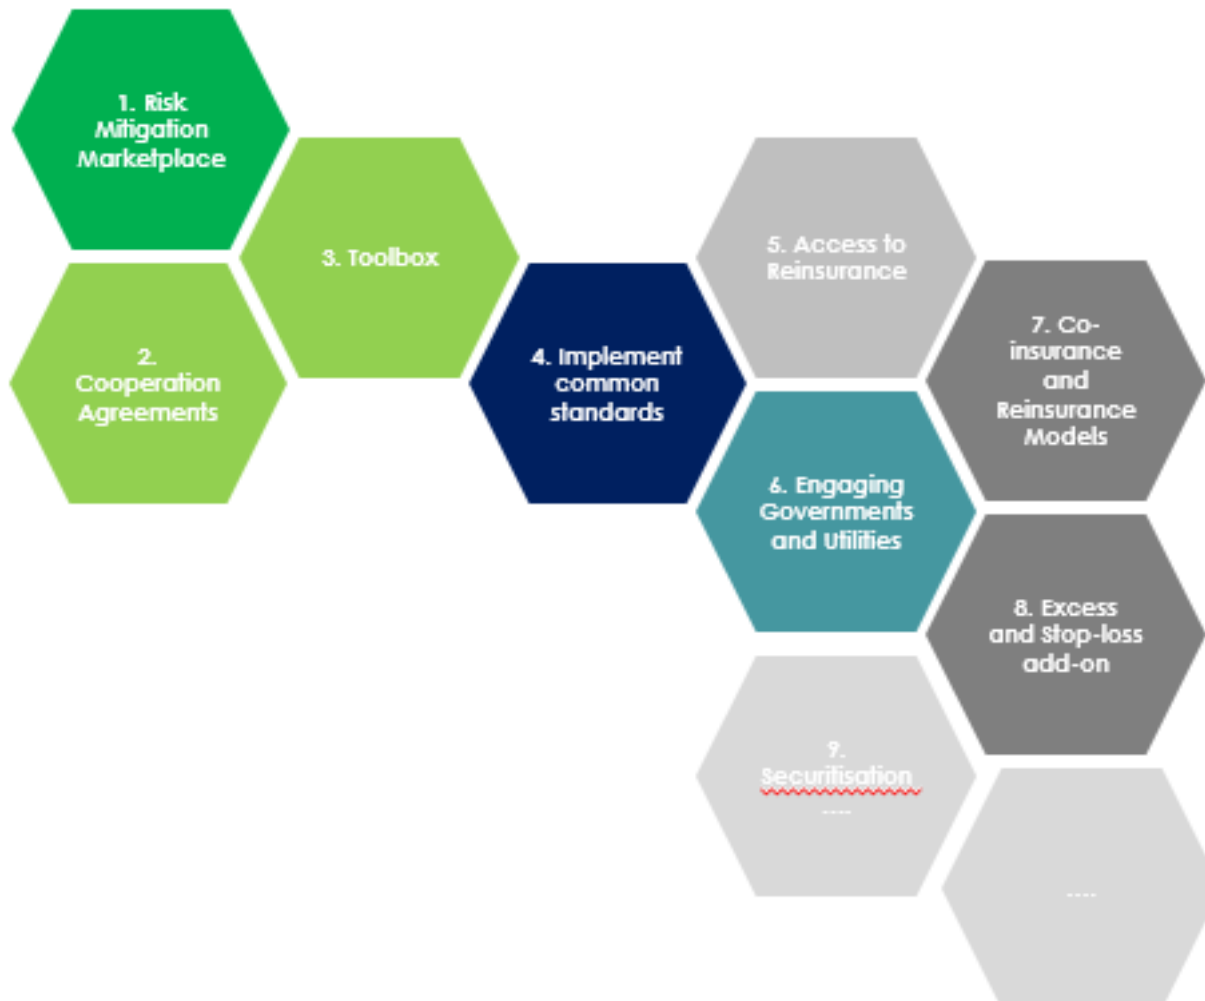 1. Risk
Mitigation
Marketplace
2.
Cooperation
Agreements
3. Toolbox
4. Implement
common
standards
5. Access to
Reinsurance
6. Engaging
Governments
and Utilities
7. Co-
insurance
and
Reinsurance
Models
8. Excess
and Stop-loss
add-on
9.
Securitisation
----
----